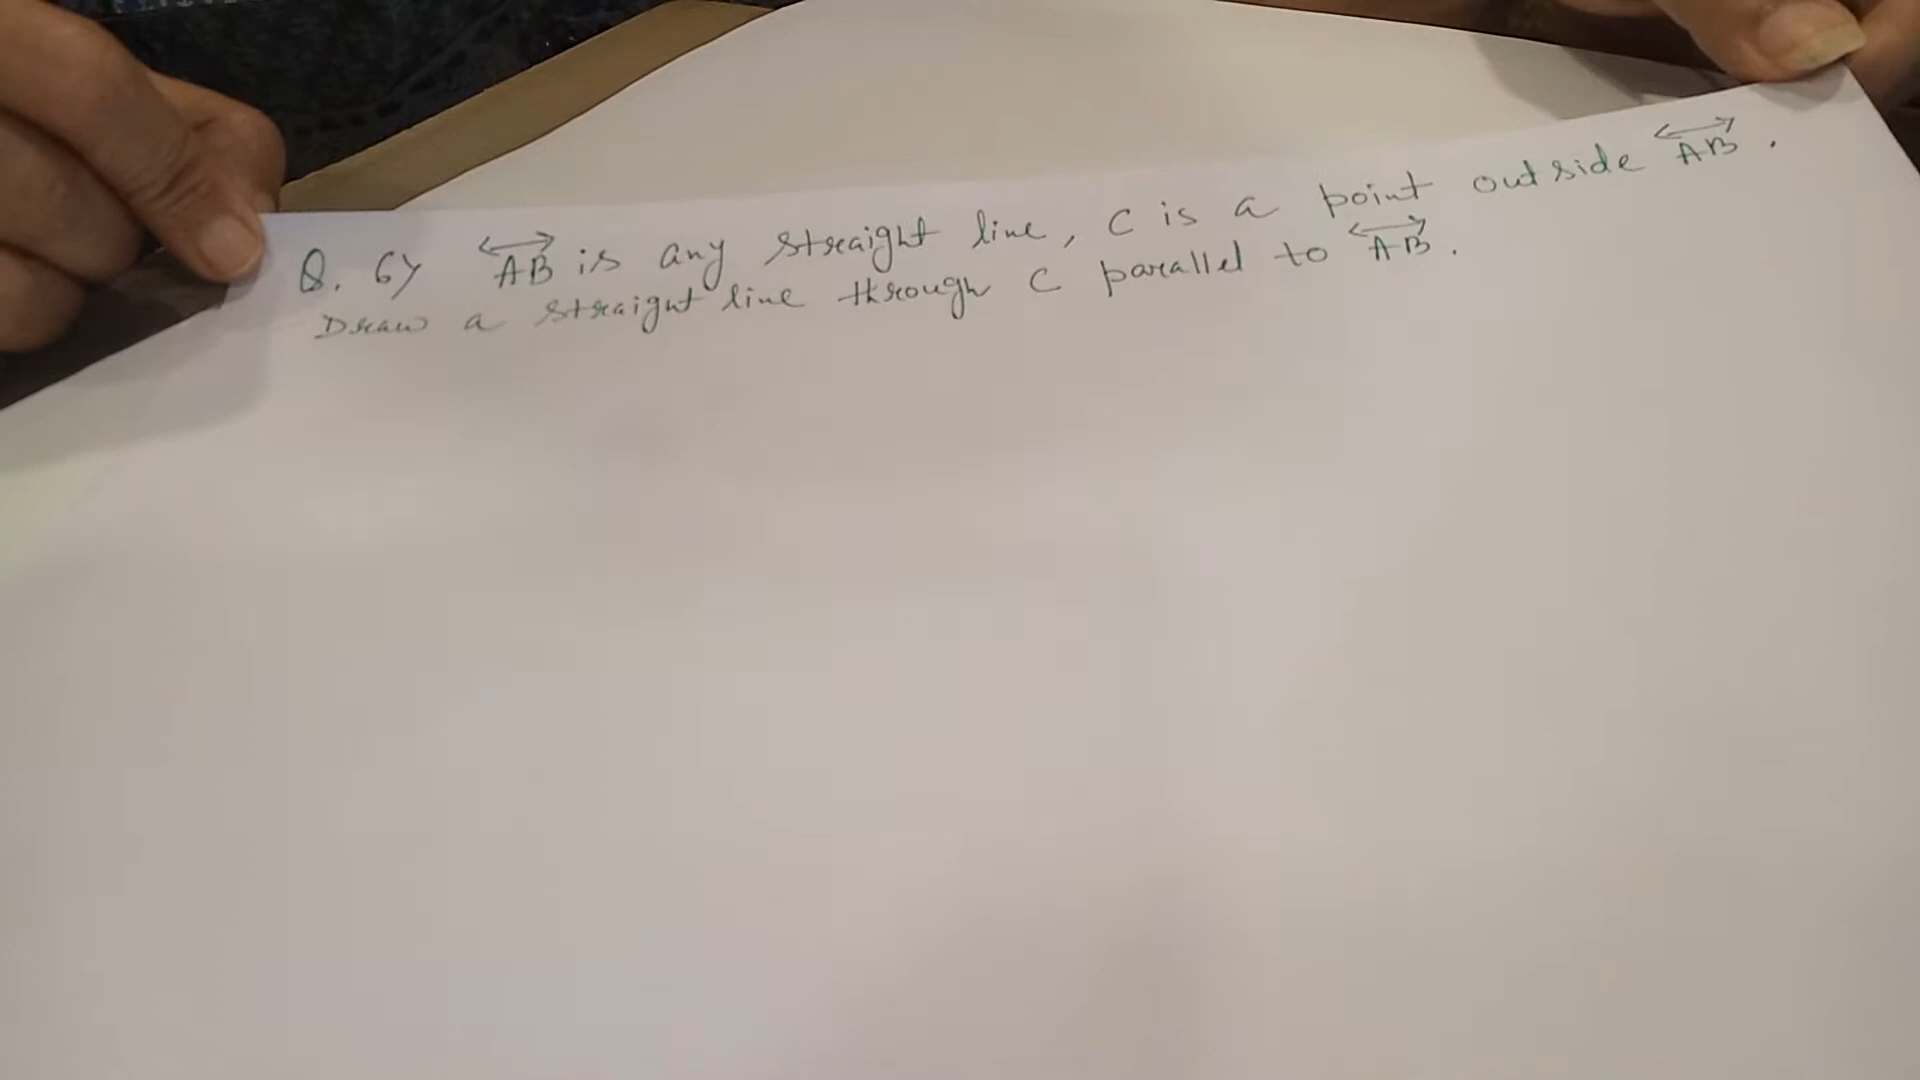 Q. 6> AB is any straight line, C is a point outside AB.
Draw a straight line through C parallel to AB.